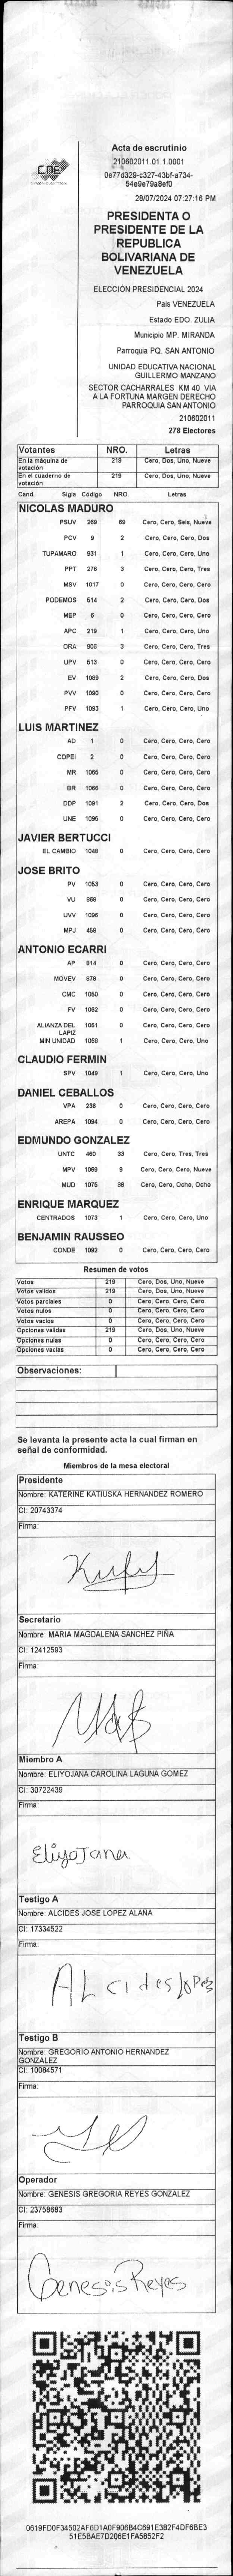 CNE
Acta de escrutinio
210602011.01.1.0001
0e77d329-c327-43bf-a734-
54e9e79a8ef0
28/07/2024 07:27:16 PM
PRESIDENTA O
PRESIDENTE DE LA
REPUBLICA
BOLIVARIANA DE
VENEZUELA
ELECCIÓN PRESIDENCIAL 2024
Pais VENEZUELA
Estado EDO. ZULIA
Municipio MP. MIRANDA
Parroquia PQ. SAN ANTONIO
UNIDAD EDUCATIVA NACIONAL
GUILLERMO MANZANO
SECTOR CACHARRALES KM 40 VIA
A LA FORTUNA MARGEN DERECHO
PARROQUIA SAN ANTONIO
210602011
278 Electores
Votantes NRO. Letras
En la máquina de votación 219 Cero, Dos, Uno, Nueve
En el cuaderno de votación 219 Cero, Dos, Uno, Nueve
Cand. Sigla Código NRO. Letras
NICOLAS MADURO
PSUV 269 69 Cero, Cero, Seis, Nueve
PCV 9 2 Cero, Cero, Cero, Dos
TUPAMARO 931 1 Cero, Cero, Cero, Uno
PPT 276 3 Cero, Cero, Cero, Tres
MSV 1017 0 Cero, Cero, Cero, Cero
PODEMOS 514 2 Cero, Cero, Cero, Dos
MEP 6 0 Cero, Cero, Cero, Cero
APC 219 1 Cero, Cero, Cero, Uno
ORA 906 3 Cero, Cero, Cero, Tres
UPV 513 0 Cero, Cero, Cero, Cero
EV 1089 2 Cero, Cero, Cero, Dos
PVV 1090 0 Cero, Cero, Cero, Cero
PFV 1093 1 Cero, Cero, Cero, Uno
LUIS MARTINEZ
AD 1 0 Cero, Cero, Cero, Cero
COPEI 2 0 Cero, Cero, Cero, Cero
MR 1065 0 Cero, Cero, Cero, Cero
BR 1066 0 Cero, Cero, Cero, Cero
DDP 1091 2 Cero, Cero, Cero, Dos
UNE 1095 0 Cero, Cero, Cero, Cero
JAVIER BERTUCCI
EL CAMBIO 1048 0 Cero, Cero, Cero, Cero
JOSE BRITO
PV 1053 0 Cero, Cero, Cero, Cero
VU 868 0 Cero, Cero, Cero, Cero
UVV 1096 0 Cero, Cero, Cero, Cero
MPJ 458 0 Cero, Cero, Cero, Cero
ANTONIO ECARRI
AP 814 0 Cero, Cero, Cero, Cero
MOVEV 878 0 Cero, Cero, Cero, Cero
CMC 1050 0 Cero, Cero, Cero, Cero
FV 1062 0 Cero, Cero, Cero, Cero
ALIANZA DEL LAPIZ 1051 0 Cero, Cero, Cero, Cero
MIN UNIDAD 1068 1 Cero, Cero, Cero, Uno
CLAUDIO FERMIN
SPV 1049 1 Cero, Cero, Cero, Uno
DANIEL CEBALLOS
VPA 236 0 Cero, Cero, Cero, Cero
AREPA 1094 0 Cero, Cero, Cero, Cero
EDMUNDO GONZALEZ
UNTC 460 33 Cero, Cero, Tres, Tres
MPV 1069 9 Cero, Cero, Cero, Nueve
MUD 1075 88 Cero, Cero, Ocho, Ocho
ENRIQUE MARQUEZ
CENTRADOS 1073 1 Cero, Cero, Cero, Uno
BENJAMIN RAUSSEO
CONDE 1092 0 Cero, Cero, Cero, Cero
Resumen de votos
Votos 219 Cero, Dos, Uno, Nueve
Votos validos 219 Cero, Dos, Uno, Nueve
Votos parciales 0 Cero, Cero, Cero, Cero
Votos nulos 0 Cero, Cero, Cero, Cero
Votos vacios 0 Cero, Cero, Cero, Cero
Opciones validas 219 Cero, Dos, Uno, Nueve
Opciones nulas 0 Cero, Cero, Cero, Cero
Opciones vacias 0 Cero, Cero, Cero, Cero
Observaciones:
Se levanta la presente acta la cual firman en
señal de conformidad.
Miembros de la mesa electoral
Presidente
Nombre: KATERINE KATIUSKA HERNANDEZ ROMERO
CI: 20743374
Firma:
Secretario
Nombre: MARIA MAGDALENA SANCHEZ PIÑA
CI: 12412593
Firma:
Miembro A
Nombre: ELIYOJANA CAROLINA LAGUNA GOMEZ
CI: 30722439
Firma:
Eliyojana
Testigo A
Nombre: ALCIDES JOSE LOPEZ ALAÑA
CI: 17334522
Firma:
ALcides lopez
Testigo B
Nombre: GREGORIO ANTONIO HERNANDEZ
GONZALEZ
CI: 10084571
Firma:
Operador
Nombre: GENESIS GREGORIA REYES GONZALEZ
CI: 23758683
Firma:
Genesis Reyes
0619FD0F34502AF6D1A0F906B4C691E382F4DF6BE3
51E5BAE7D206E1FA5852F2